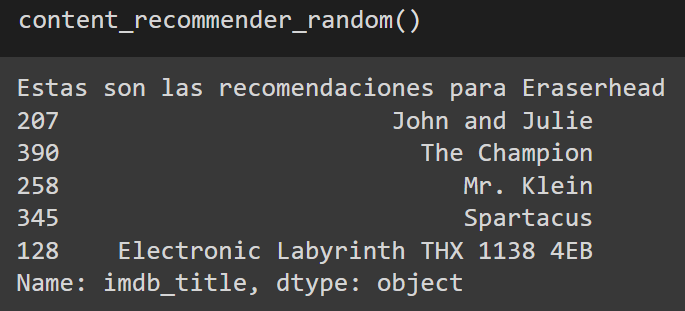 content_recommender_random()
Estas son las recomendaciones para Eraserhead
207 John and Julie
390 The Champion
258 Mr. Klein
345 Spartacus
128 Electronic Labyrinth THX 1138 4EB
Name: imdb_title, dtype: object